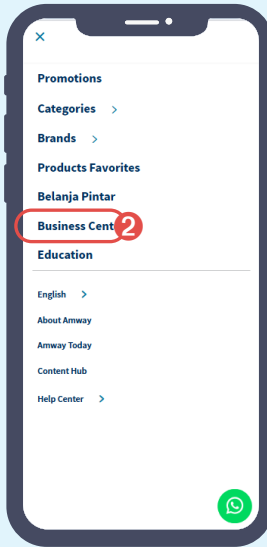 Promotions
Categories
Brands
Products Favorites
Belanja Pintar
Business Cent 2
Education
English
About Amway
Amway Today
Content Hub
Help Center